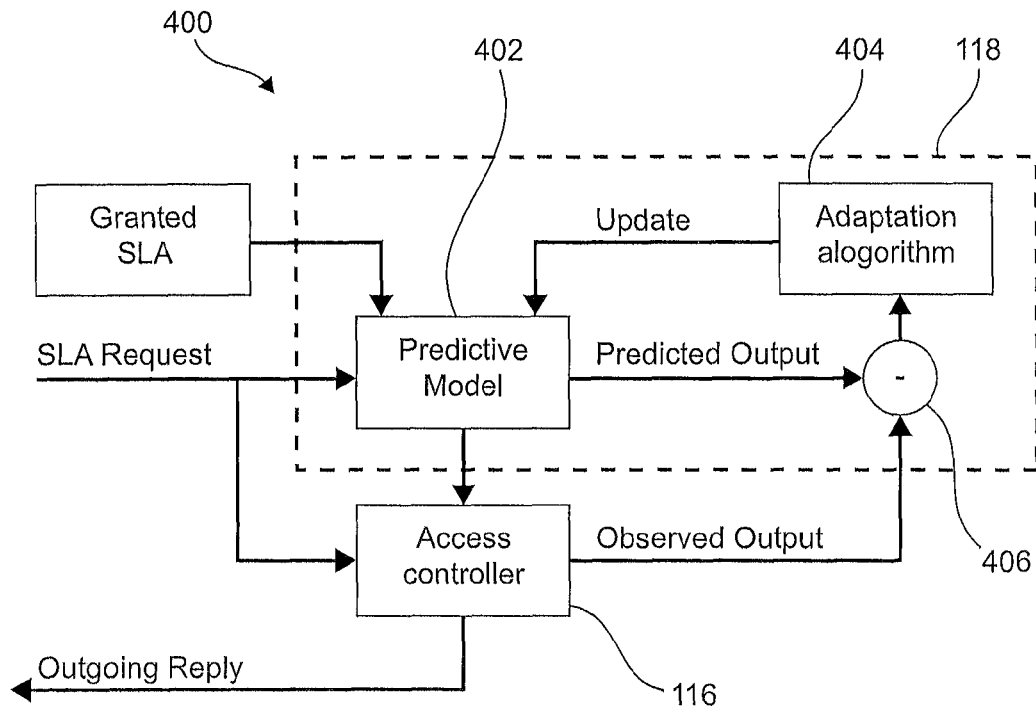 400
402
404
118
Granted
SLA
Update
Adaptation
alogorithm
SLA Request
Predictive
Model
Predicted Output
-
Access
controller
Observed Output
406
Outgoing Reply
116